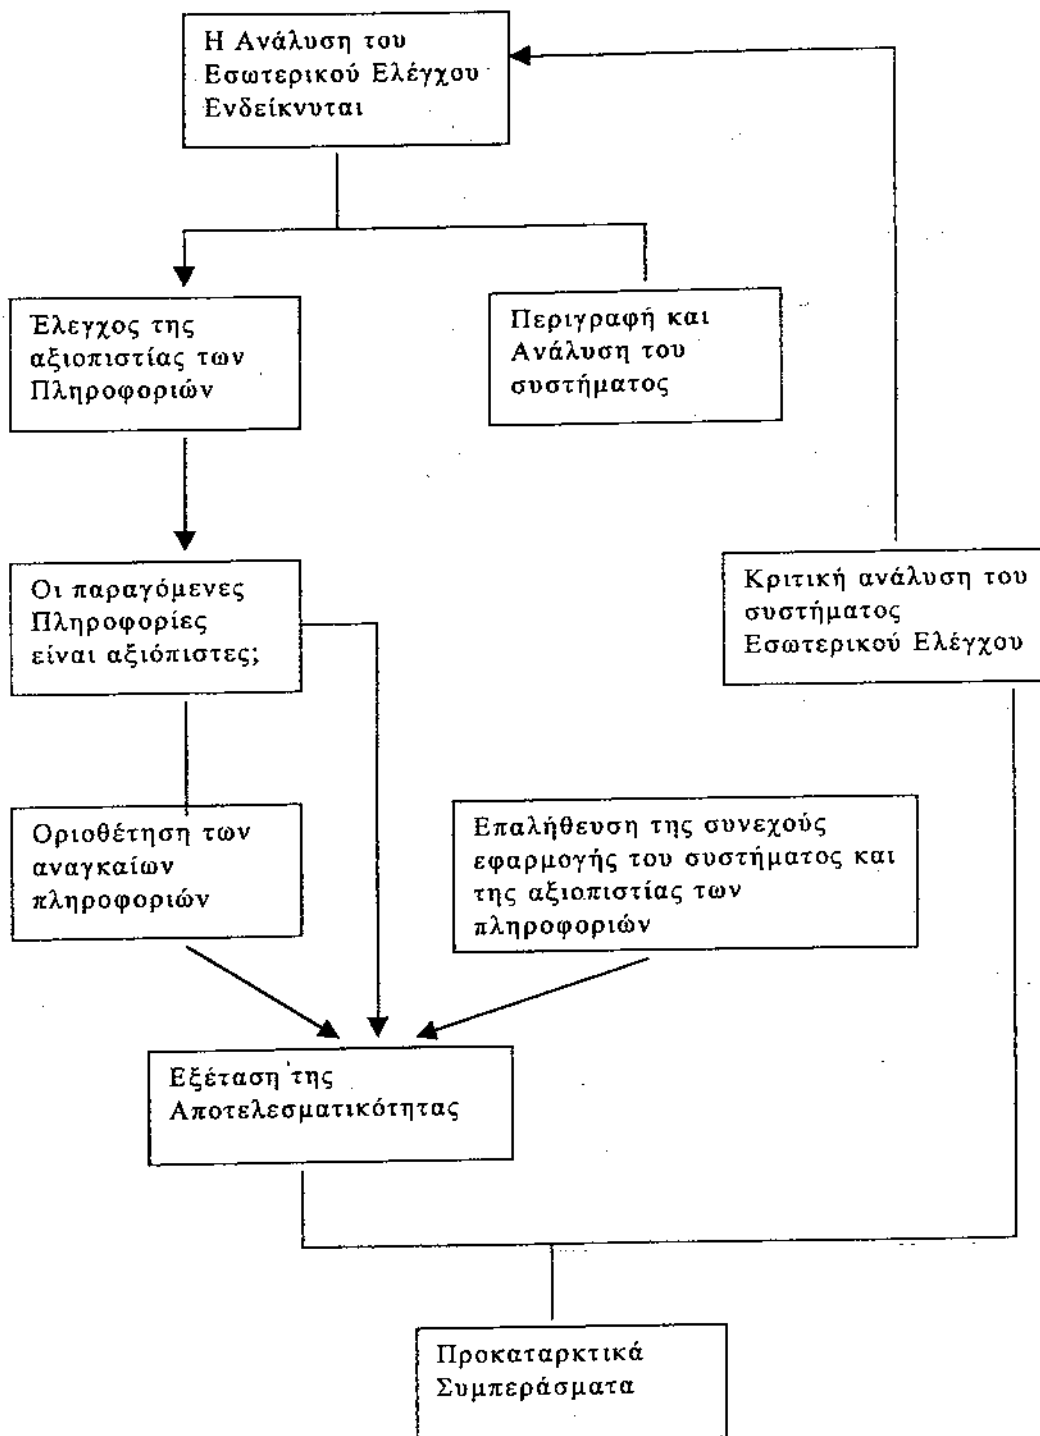 Η Ανάλυση του
Εσωτερικού Ελέγχου
Ενδείκνυται
Έλεγχος της
αξιοπιστίας των
Πληροφοριών
Περιγραφή και
Ανάλυση του
συστήματος
Οι παραγόμενες
Πληροφορίες
είναι αξιόπιστες;
Κριτική ανάλυση του
συστήματος
Εσωτερικού Ελέγχου
Οριοθέτηση των
αναγκαίων
πληροφοριών
Επαλήθευση της συνεχούς
εφαρμογής του συστήματος και
της αξιοπιστίας των
πληροφοριών
Εξέταση της
Αποτελεσματικότητας
Προκαταρκτικά
Συμπεράσματα